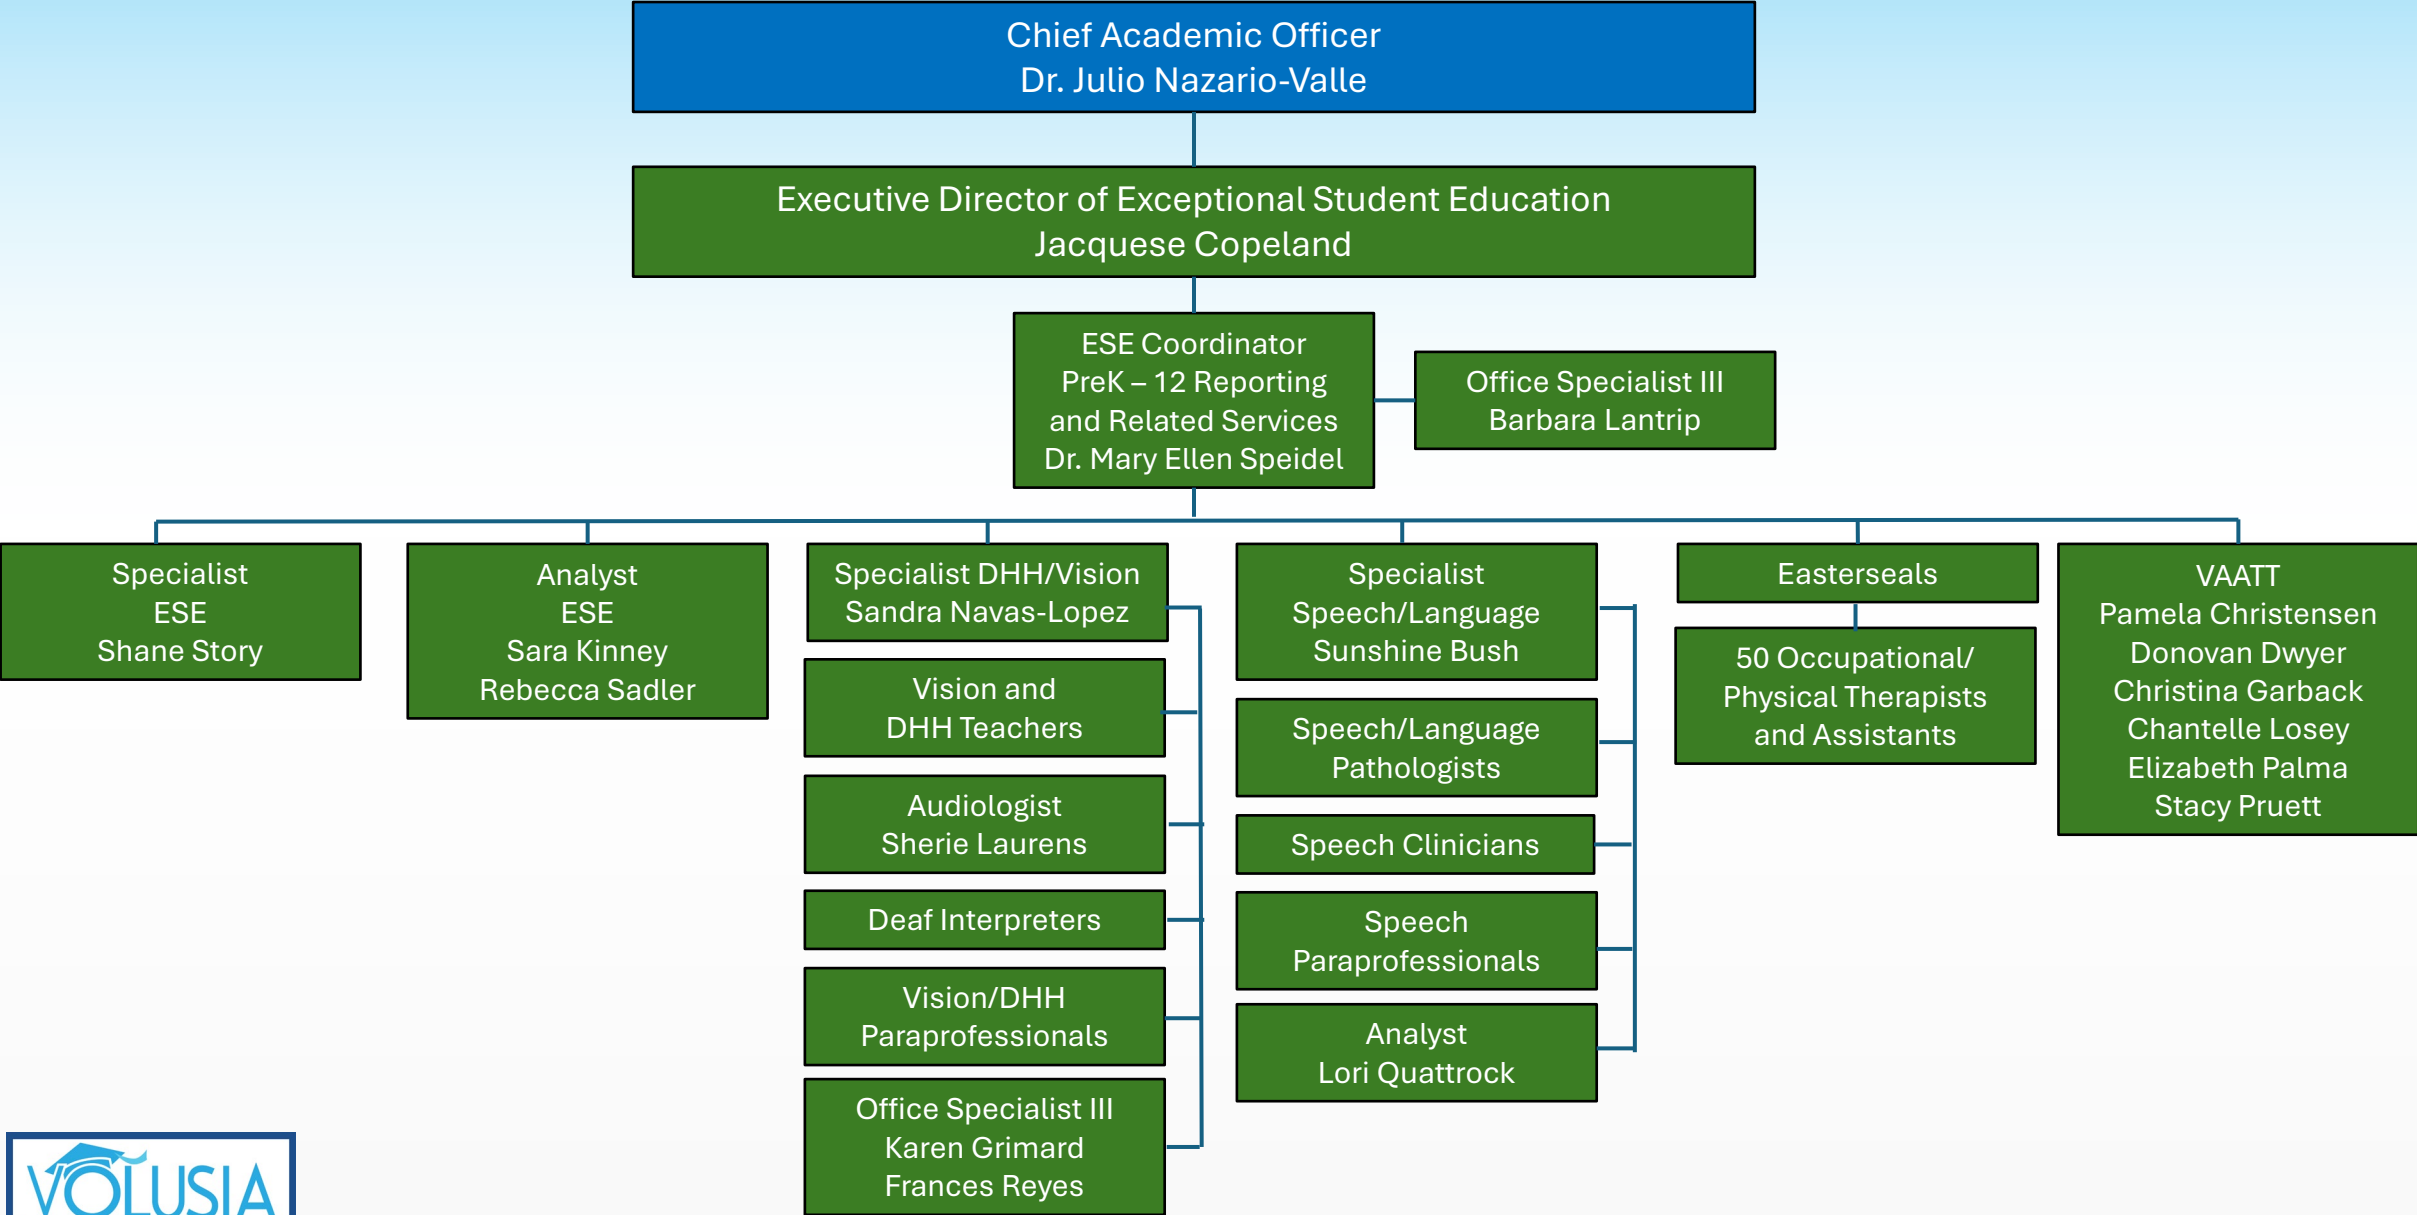 Chief Academic Officer
Dr. Julio Nazario-Valle
Executive Director of Exceptional Student Education
Jacquese Copeland
ESE Coordinator
PreK – 12 Reporting
and Related Services
Dr. Mary Ellen Speidel
Office Specialist III
Barbara Lantrip
Specialist
ESE
Shane Story
Analyst
ESE
Sara Kinney
Rebecca Sadler
Specialist DHH/Vision
Sandra Navas-Lopez
Vision and
DHH Teachers
Audiologist
Sherie Laurens
Deaf Interpreters
Vision/DHH
Paraprofessionals
Office Specialist III
Karen Grimard
Frances Reyes
Specialist
Speech/Language
Sunshine Bush
Speech/Language
Pathologists
Speech Clinicians
Speech
Paraprofessionals
Analyst
Lori Quattrock
Easterseals
50 Occupational/
Physical Therapists
and Assistants
VAATT
Pamela Christensen
Donovan Dwyer
Christina Garback
Chantelle Losey
Elizabeth Palma
Stacy Pruett
VOLUSIA